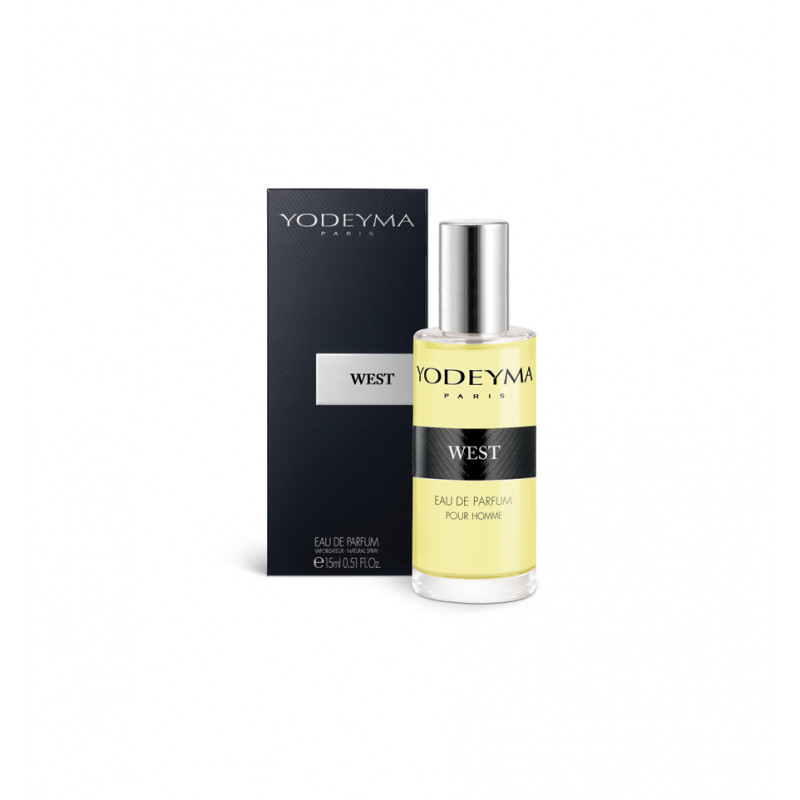 YODEYMA
PARIS
WEST
EAU DE PARFUM
VAPORISATEUR · NATURAL SPRAY
℮15ml 0.51 Fl.Oz.
YODEYMA
PARIS
WEST
EAU DE PARFUM
POUR HOMME